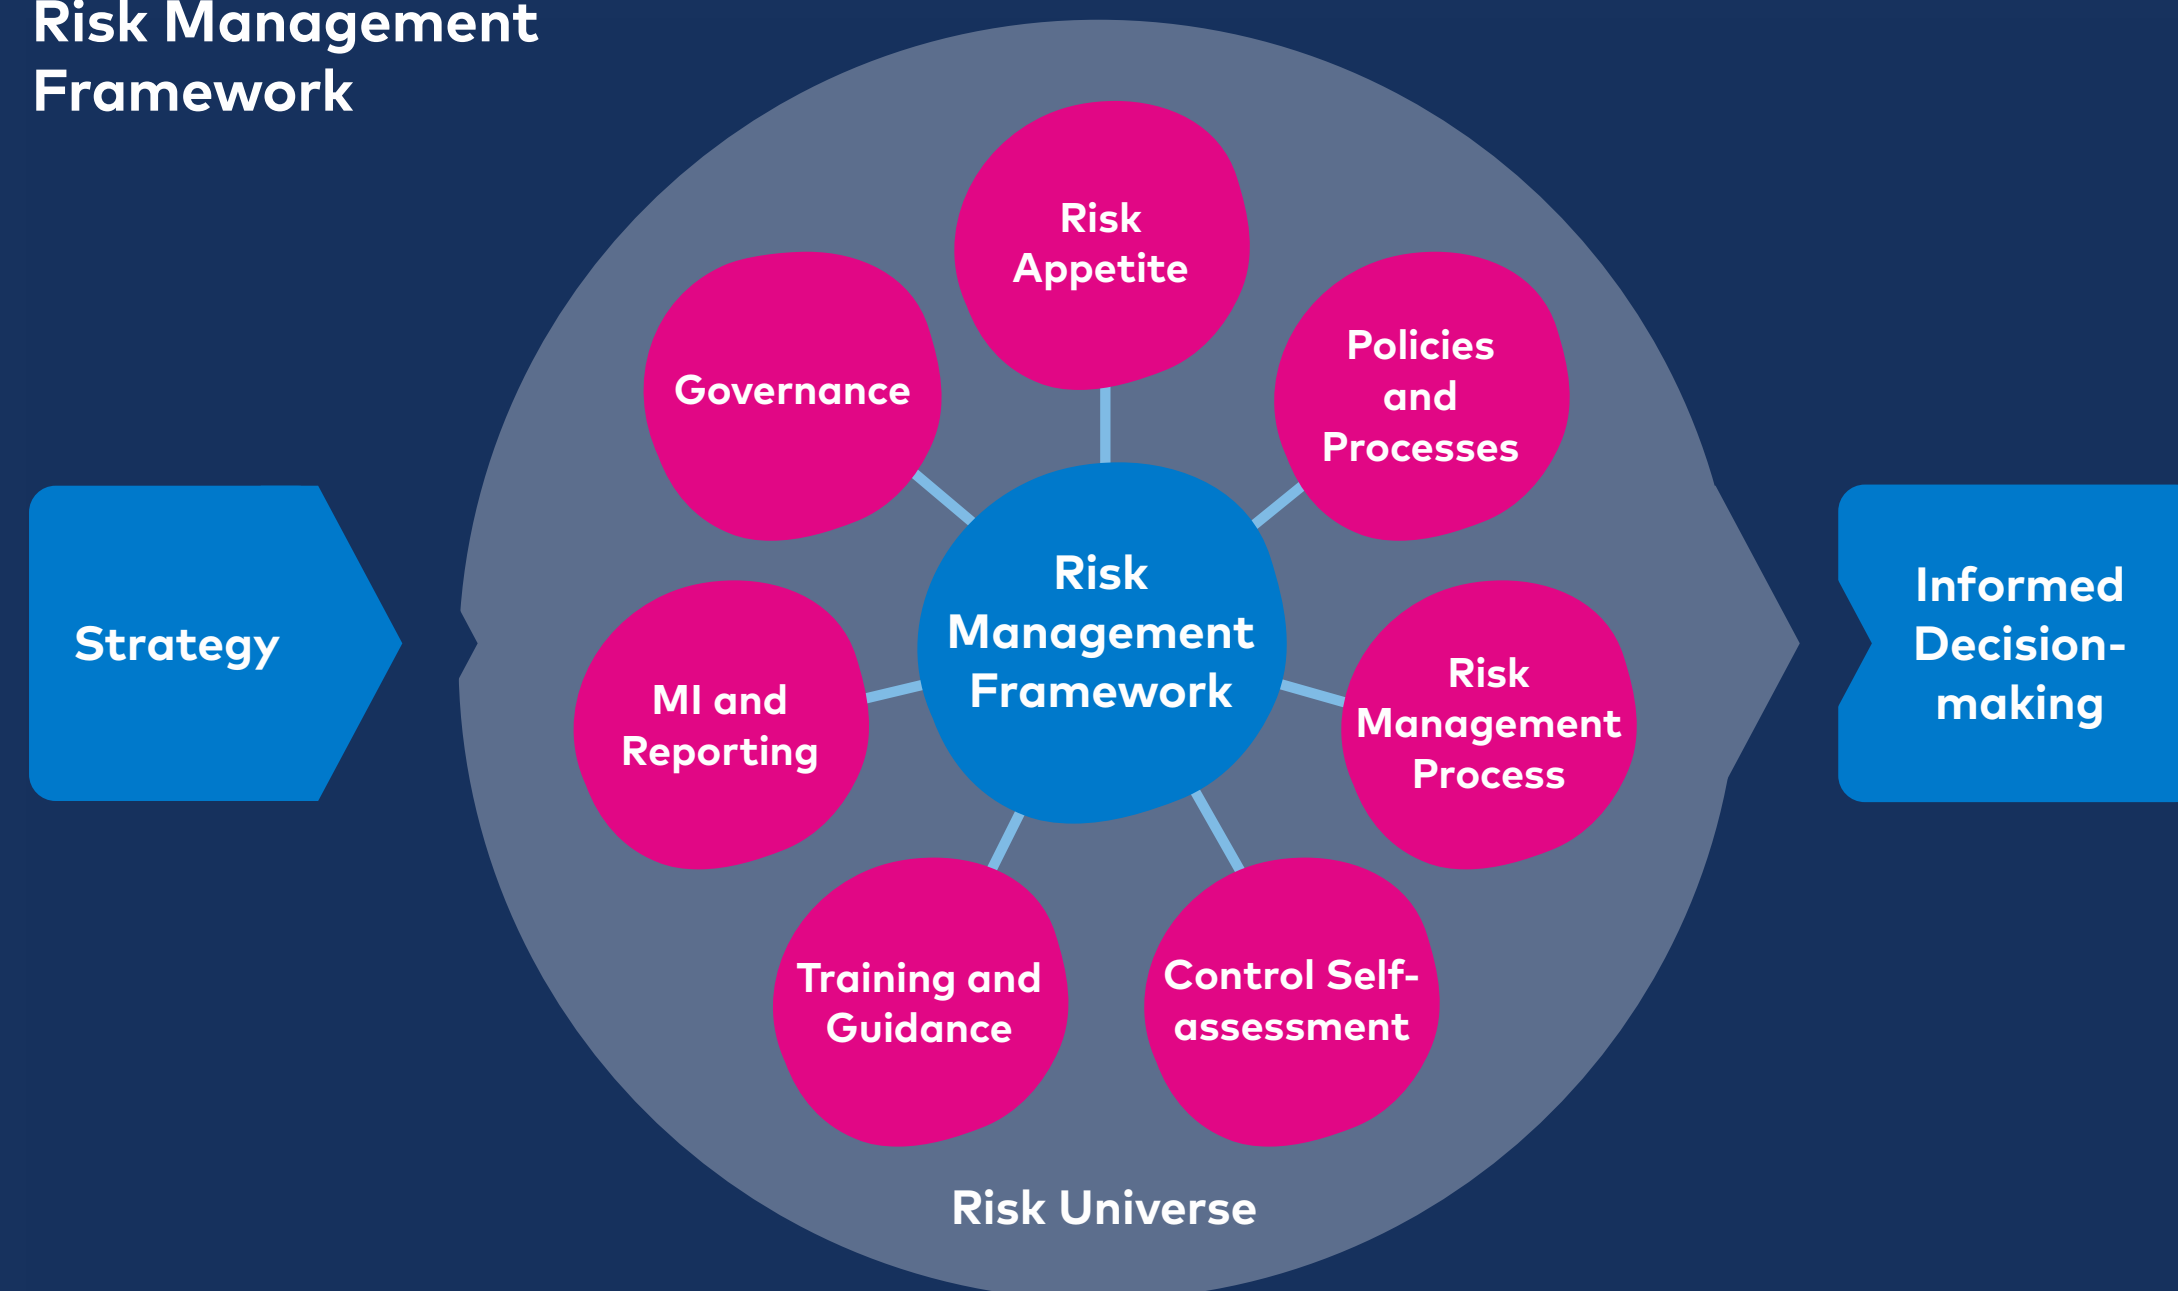 Risk Management
Framework
Risk
Appetite
Governance
Policies
and
Processes
Strategy
Risk
Management
Framework
Informed
Decision-
making
MI and
Reporting
Risk
Management
Process
Training and
Guidance
Control Self-
assessment
Risk Universe